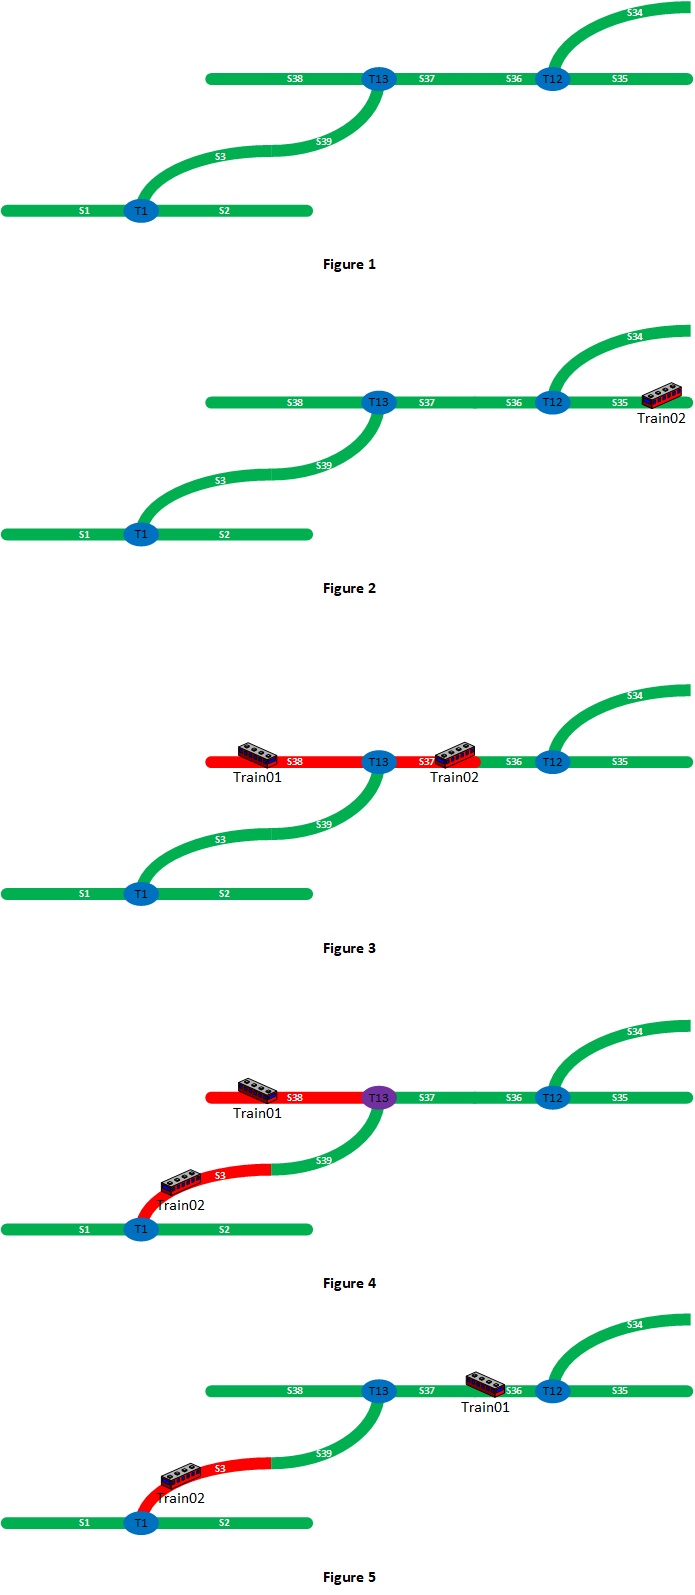 S34
S38
T13
S37
S36
T12
S35
S39
S3
S1
T1
S2
Figure 1
S34
S38
T13
S37
S36
T12
S35
Train02
S39
S3
S1
T1
S2
Figure 2
S34
S38
T13
S37
S36
T12
S35
Train01
Train02
S39
S3
S1
T1
S2
Figure 3
S34
S38
T13
S37
S36
T12
S35
Train01
S39
S3
Train02
S1
T1
S2
Figure 4
S34
S38
T13
S37
S36
T12
S35
Train01
S39
S3
Train02
S1
T1
S2
Figure 5